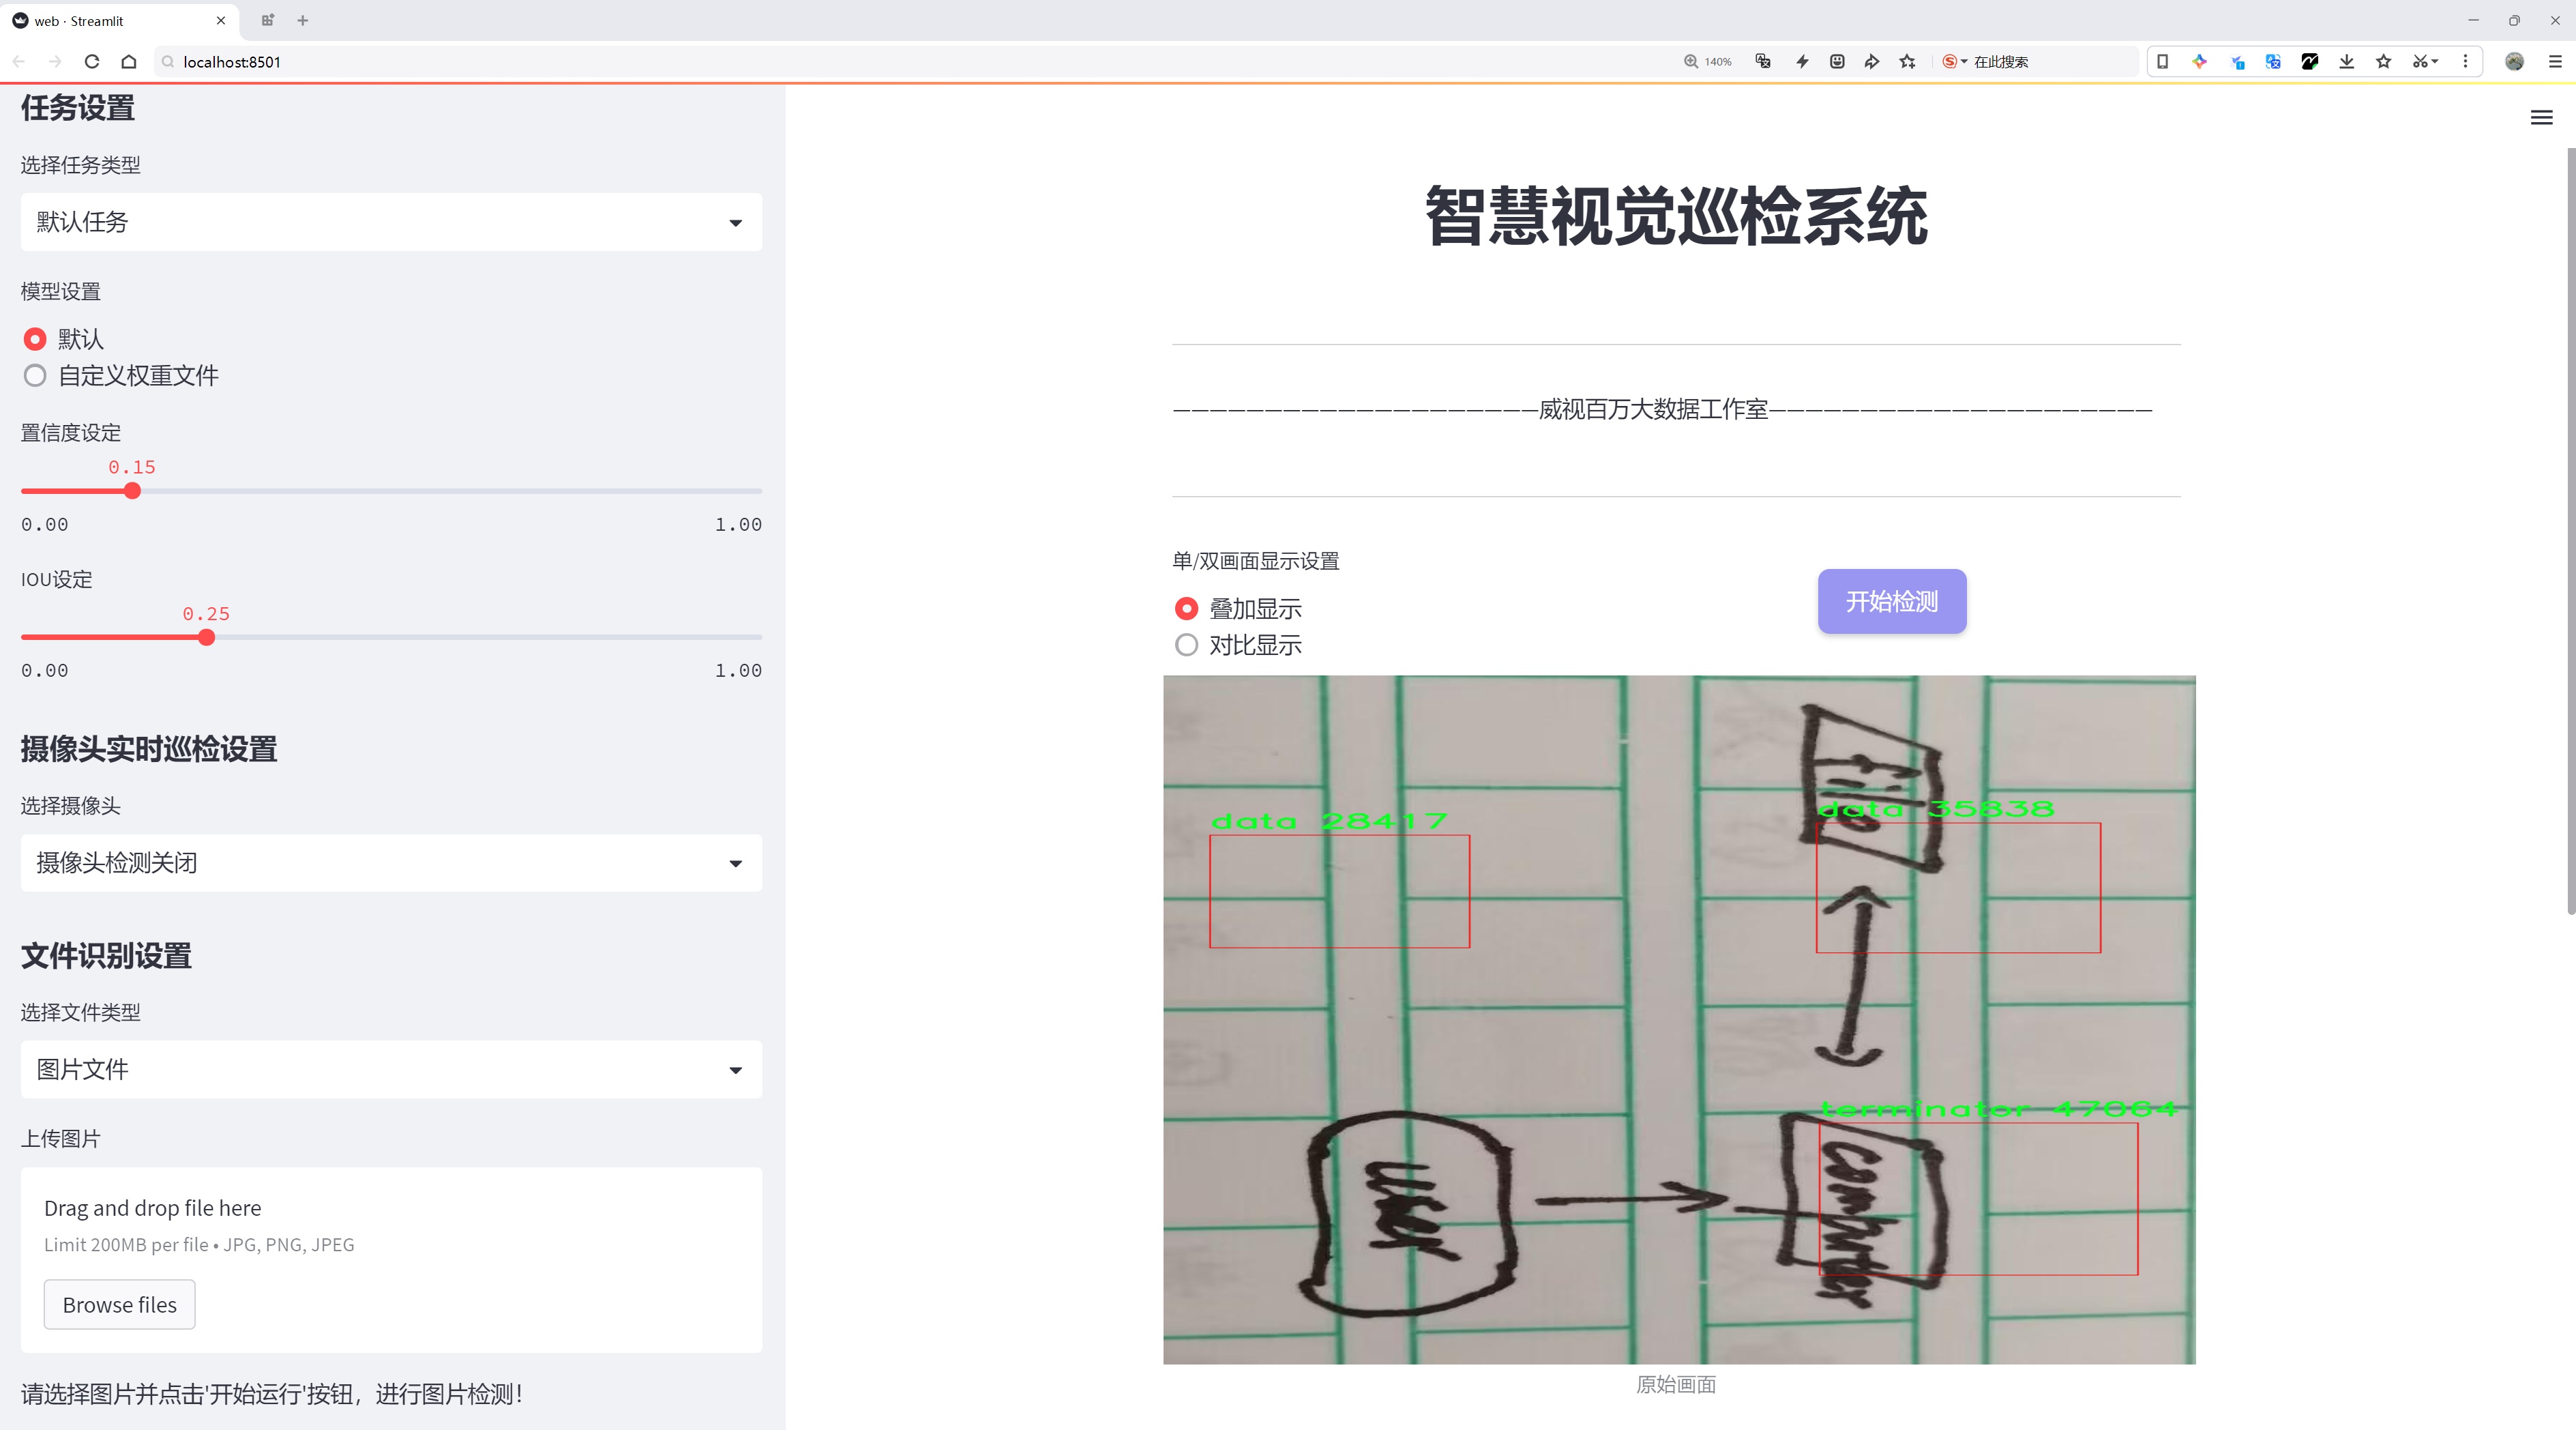 web · Streamlit
localhost:8501
140%
在此搜索
任务设置
选择任务类型
默认任务
模型设置
默认
自定义权重文件
置信度设定
0.15
0.00 1.00
IOU设定
0.25
0.00 1.00
摄像头实时巡检设置
选择摄像头
摄像头检测关闭
文件识别设置
选择文件类型
图片文件
上传图片
Drag and drop file here
Limit 200MB per file • JPG, PNG, JPEG
Browse files
请选择图片并点击'开始运行'按钮，进行图片检测！
智慧视觉巡检系统
————————————————————威视百万大数据工作室—————————————————————
单/双画面显示设置
叠加显示
对比显示
开始检测
file
data 28417
data 35838
terminator 47064
user
computer
原始画面